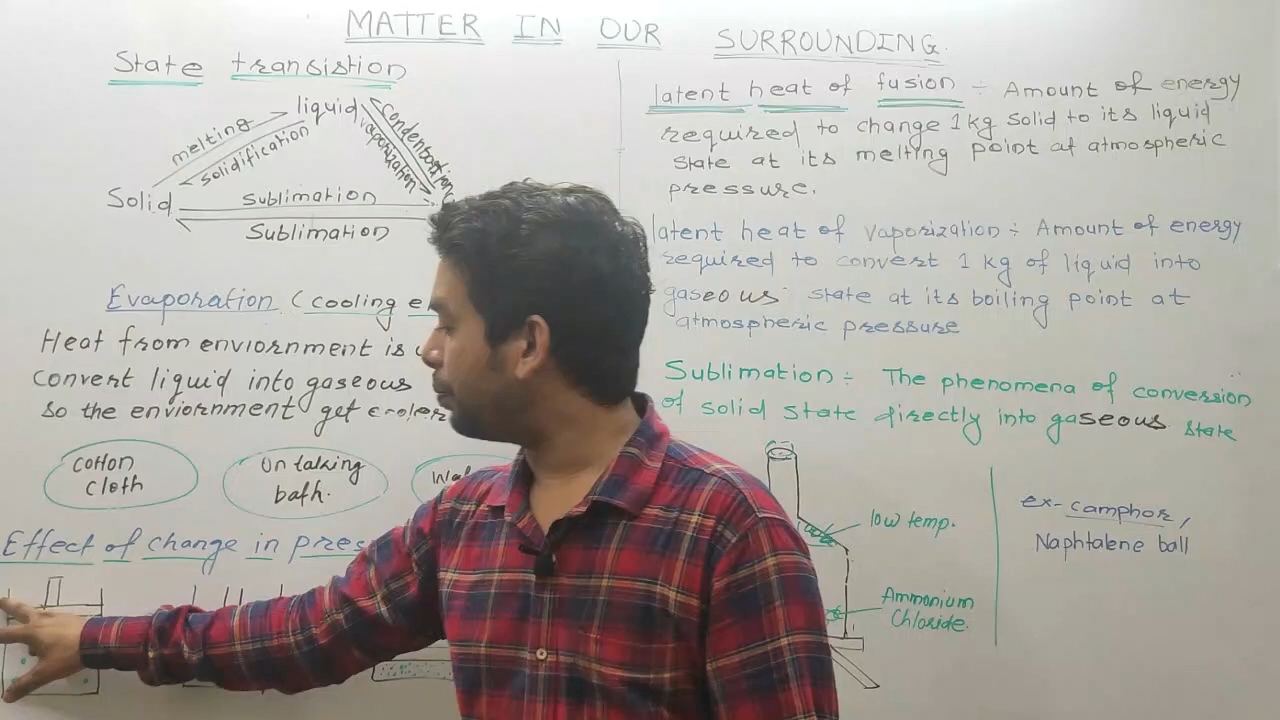 MATTER IN OUR SURROUNDING.
State transistion
liquid
melting
solidification
vaporization
Solid
Sublimation
Sublimation
Evaporation (cooling
Heat from enviornment is
convert liquid into gaseous
so the enviornment get
cotton
cloth
On taking
bath.
Effect of change in pres
latent heat of fusion ÷ Amount of energy
required to change 1kg Solid to its liquid
state at its melting point at atmospheric
pressure.
latent heat of vaporization ÷ Amount of energy
required to convert 1 kg of liquid into
gaseous state at its boiling point at
atmospheric pressure
Sublimation ÷ The phenomena of conversion
of solid state directly into gaseous state
low temp.
Ammonium
Chloride.
ex- camphor,
Naphtalene ball